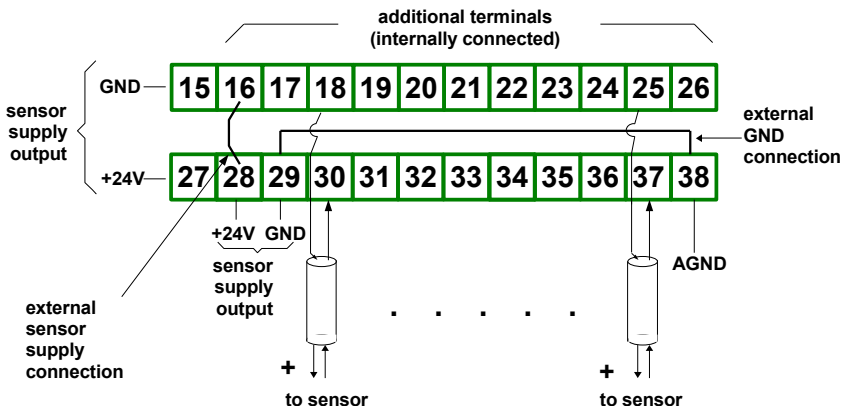 additional terminals
(internally connected)
GND
15 16 17 18 19 20 21 22 23 24 25 26
sensor
supply
output
external
GND
connection
+24V
27 28 29 30 31 32 33 34 35 36 37 38
+24V GND
sensor
supply
output
AGND
external
sensor
supply
connection
. . . . .
+ +
to sensor to sensor